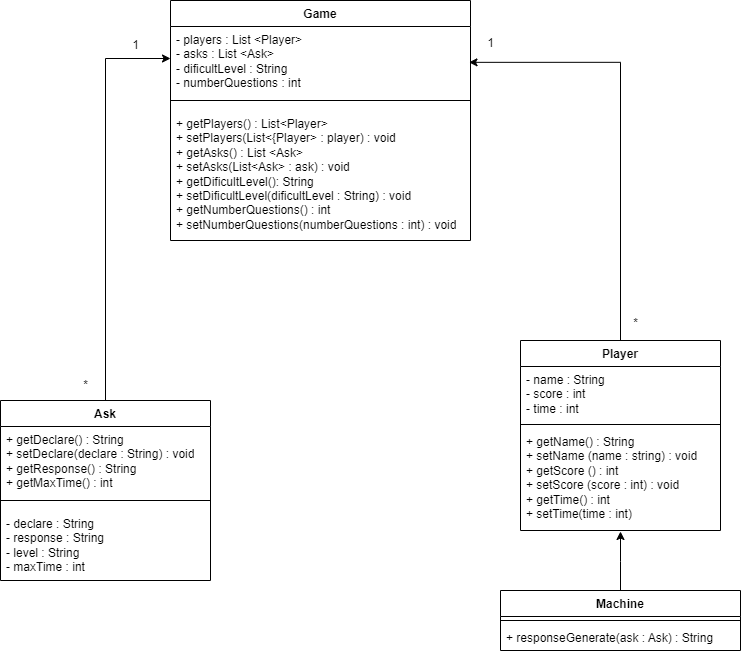 Game
- players : List <Player>
- asks : List <Ask>
- dificultLevel : String
- numberQuestions : int
+ getPlayers() : List<Player>
+ setPlayers(List<{Player> : player) : void
+ getAsks() : List <Ask>
+ setAsks(List<Ask> : ask) : void
+ getDificultLevel(): String
+ setDificultLevel(dificultLevel : String) : void
+ getNumberQuestions() : int
+ setNumberQuestions(numberQuestions : int) : void
1
1
*
*
Ask
+ getDeclare() : String
+ setDeclare(declare : String) : void
+ getResponse() : String
+ getMaxTime() : int
- declare : String
- response : String
- level : String
- maxTime : int
Player
- name : String
- score : int
- time : int
+ getName() : String
+ setName (name : string) : void
+ getScore () : int
+ setScore (score : int) : void
+ getTime() : int
+ setTime(time : int)
Machine
+ responseGenerate(ask : Ask) : String